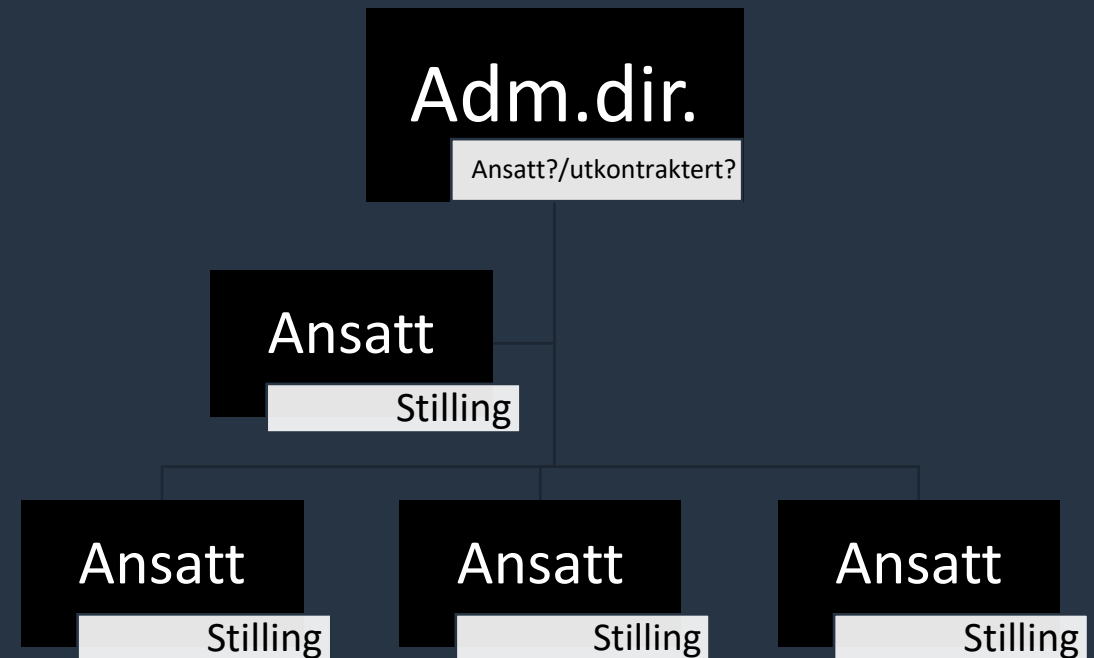 Adm.dir.
Ansatt?/utkontraktert?
Ansatt
Stilling
Ansatt
Stilling
Ansatt
Stilling
Ansatt
Stilling